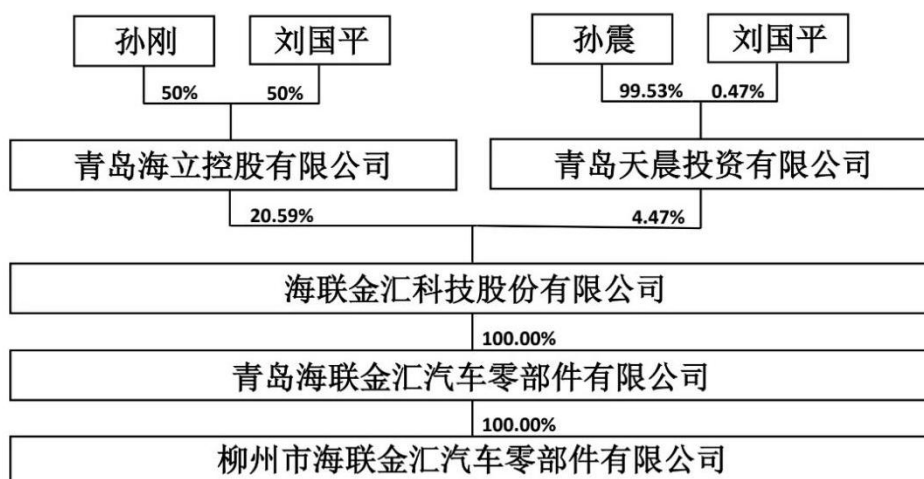 孙刚 刘国平 孙震 刘国平
50% 50% 99.53% 0.47%
青岛海立控股有限公司 青岛天晨投资有限公司
20.59% 4.47%
海联金汇科技股份有限公司
100.00%
青岛海联金汇汽车零部件有限公司
100.00%
柳州市海联金汇汽车零部件有限公司